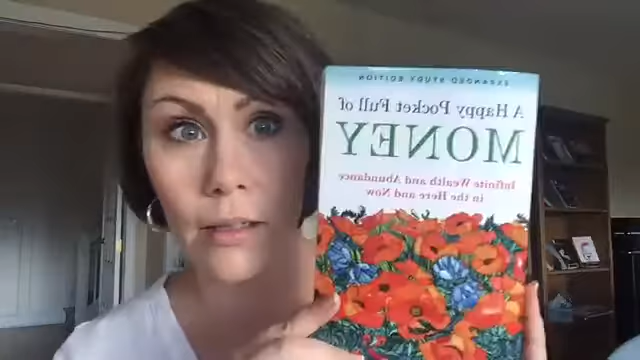 EXPANDED STUDY EDITION
A Happy Pocket Full of
MONEY
Infinite Wealth and Abundance
in the Here and Now